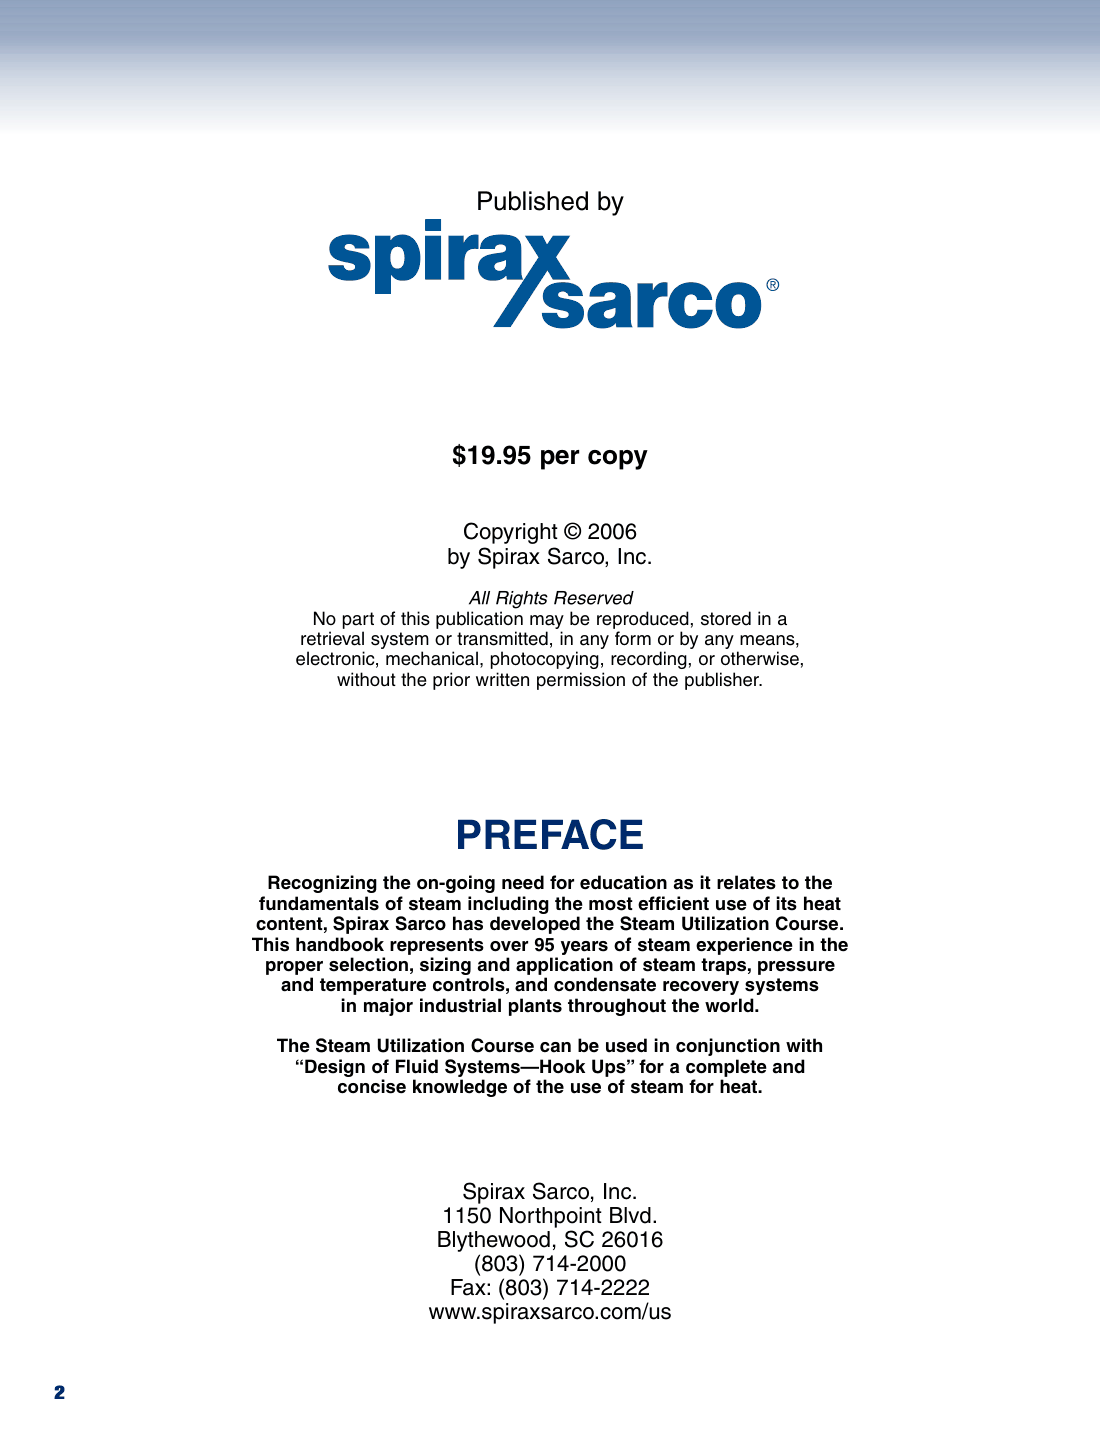 Published by
spirax
sarco®
$19.95 per copy
Copyright © 2006
by Spirax Sarco, Inc.
All Rights Reserved
No part of this publication may be reproduced, stored in a
retrieval system or transmitted, in any form or by any means,
electronic, mechanical, photocopying, recording, or otherwise,
without the prior written permission of the publisher.
PREFACE
Recognizing the on-going need for education as it relates to the
fundamentals of steam including the most efficient use of its heat
content, Spirax Sarco has developed the Steam Utilization Course.
This handbook represents over 95 years of steam experience in the
proper selection, sizing and application of steam traps, pressure
and temperature controls, and condensate recovery systems
in major industrial plants throughout the world.
The Steam Utilization Course can be used in conjunction with
“Design of Fluid Systems—Hook Ups” for a complete and
concise knowledge of the use of steam for heat.
Spirax Sarco, Inc.
1150 Northpoint Blvd.
Blythewood, SC 26016
(803) 714-2000
Fax: (803) 714-2222
www.spiraxsarco.com/us
2